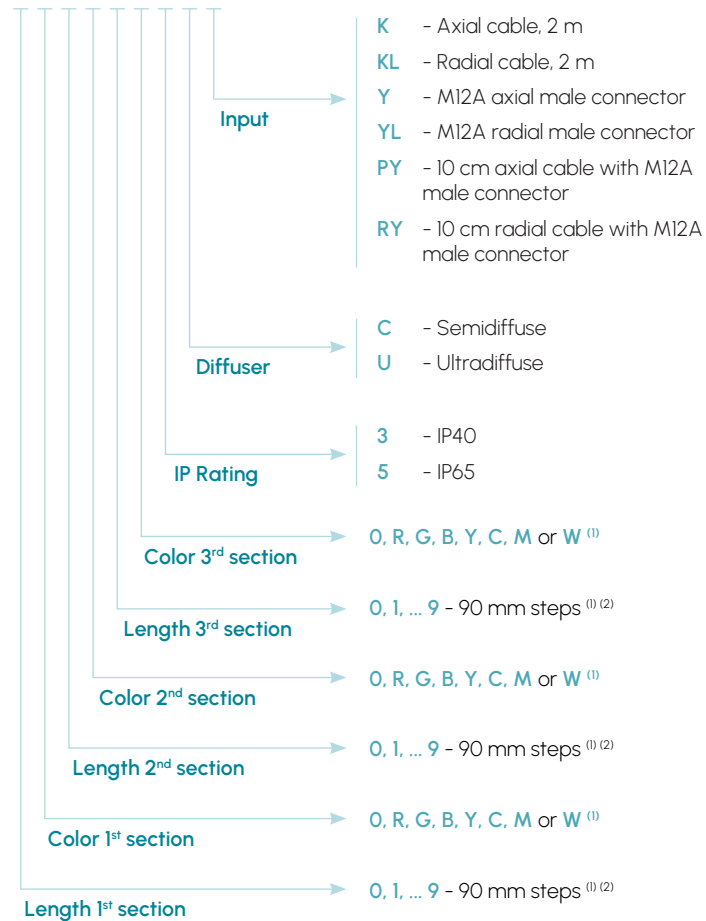 K - Axial cable, 2 m
KL - Radial cable, 2 m
Input
Y - M12A axial male connector
YL - M12A radial male connector
PY - 10 cm axial cable with M12A
male connector
RY - 10 cm radial cable with M12A
male connector
C - Semidiffuse
Diffuser
U - Ultradiffuse
3 - IP40
IP Rating
5 - IP65
0, R, G, B, Y, C, M or W (1)
Color 3rd section
0, 1, ... 9 - 90 mm steps (1) (2)
Length 3rd section
0, R, G, B, Y, C, M or W (1)
Color 2nd section
0, 1, ... 9 - 90 mm steps (1) (2)
Length 2nd section
0, R, G, B, Y, C, M or W (1)
Color 1st section
0, 1, ... 9 - 90 mm steps (1) (2)
Length 1st section